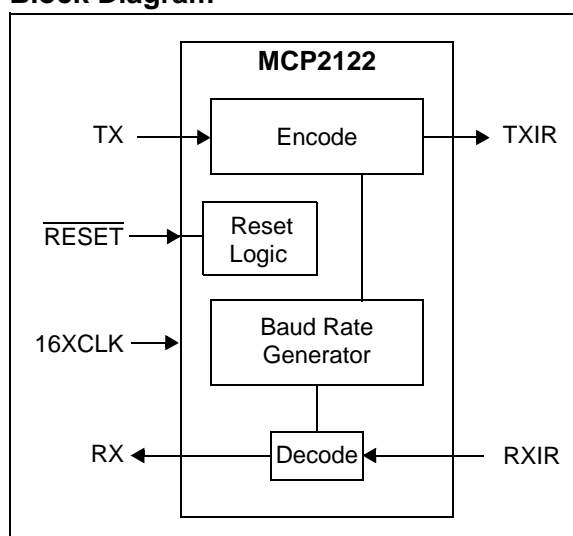 Block Diagram
MCP2122
TX
Encode
TXIR
RESET
Reset
Logic
16XCLK
Baud Rate
Generator
RX
Decode
RXIR